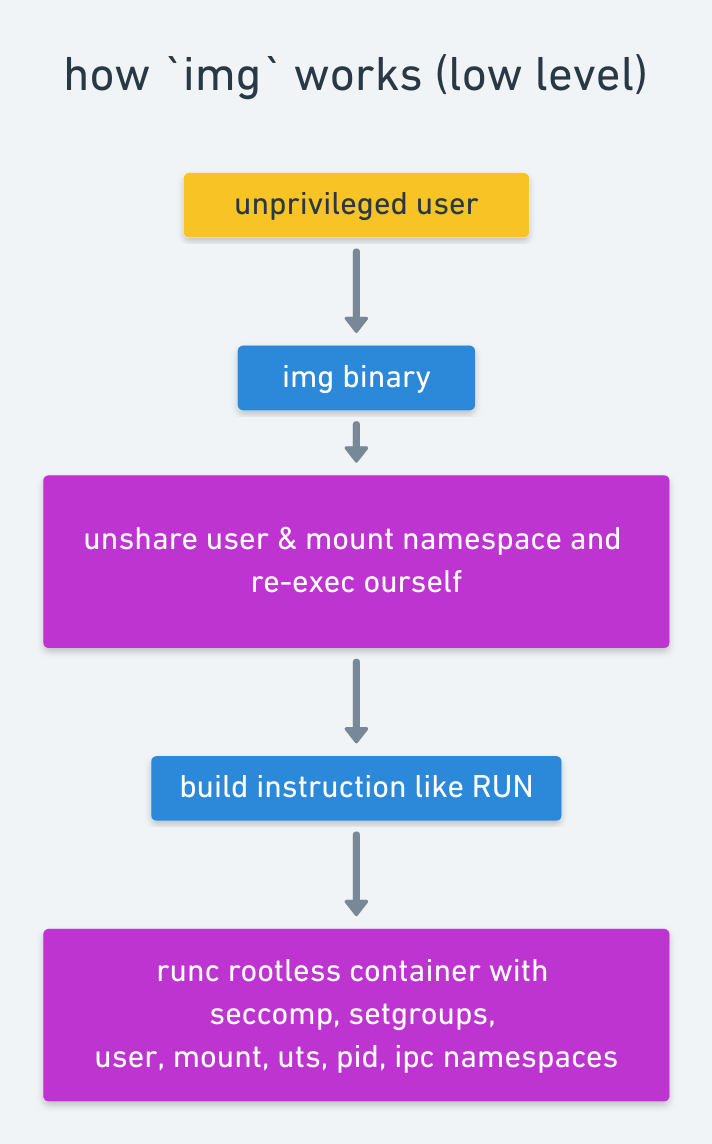 how `img` works (low level)
unprivileged user
img binary
unshare user & mount namespace and
re-exec ourself
build instruction like RUN
runc rootless container with
seccomp, setgroups,
user, mount, uts, pid, ipc namespaces